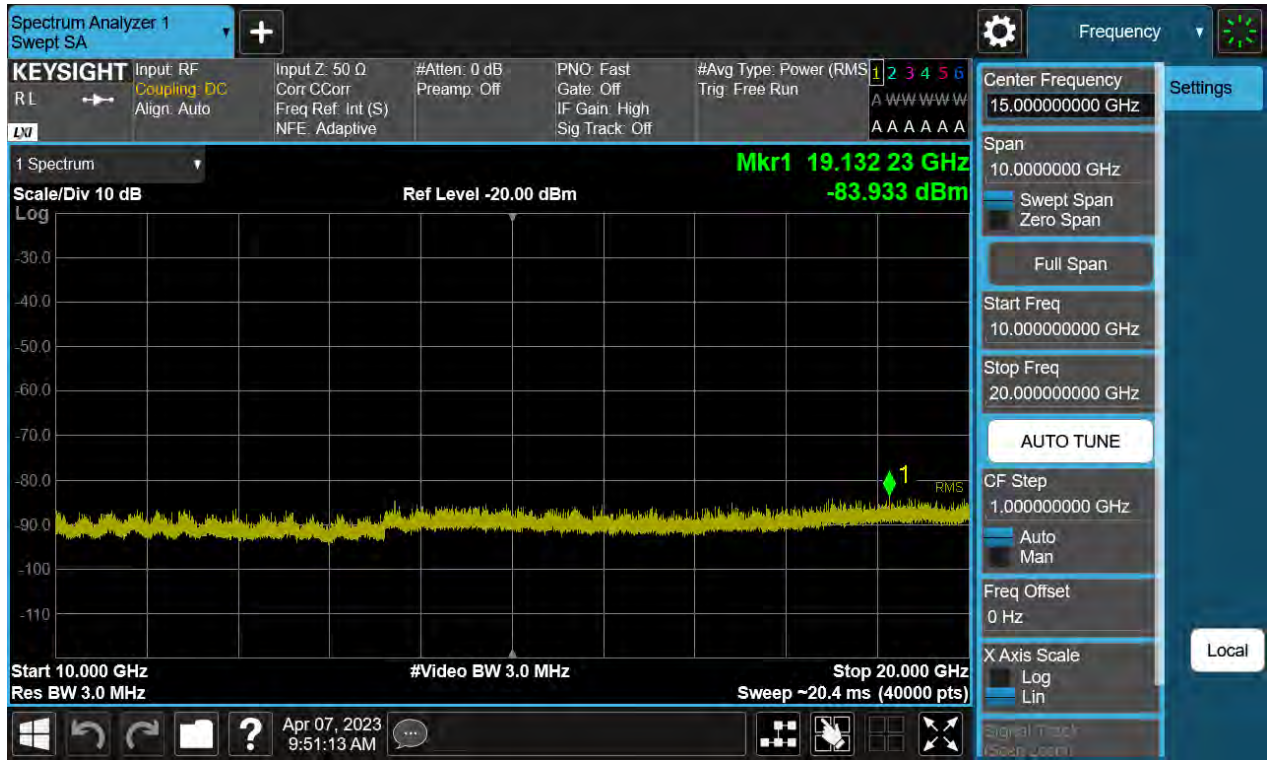 Spectrum Analyzer 1
Swept SA
+
Frequency
KEYSIGHT
RL
LXI
Input: RF
Coupling: DC
Align: Auto
Input Z: 50 Ω
Corr CCorr
Freq Ref: Int (S)
NFE: Adaptive
#Atten: 0 dB
Preamp: Off
PNO: Fast
Gate: Off
IF Gain: High
Sig Track: Off
#Avg Type: Power (RMS
Trig: Free Run
1 2 3 4 5 6
A W W W W W
A A A A A A
1 Spectrum
Mkr1 19.132 23 GHz
Scale/Div 10 dB
Ref Level -20.00 dBm
-83.933 dBm
Log
-30.0
-40.0
-50.0
-60.0
-70.0
-80.0
-90.0
-100
-110
1
RMS
Start 10.000 GHz
#Video BW 3.0 MHz
Stop 20.000 GHz
Res BW 3.0 MHz
Sweep ~20.4 ms (40000 pts)
?
Apr 07, 2023
9:51:13 AM
Center Frequency
15.000000000 GHz
Settings
Span
10.0000000 GHz
Swept Span
Zero Span
Full Span
Start Freq
10.000000000 GHz
Stop Freq
20.000000000 GHz
AUTO TUNE
CF Step
1.000000000 GHz
Auto
Man
Freq Offset
0 Hz
X Axis Scale
Log
Lin
Local
Signal Track
(Span Zoom)